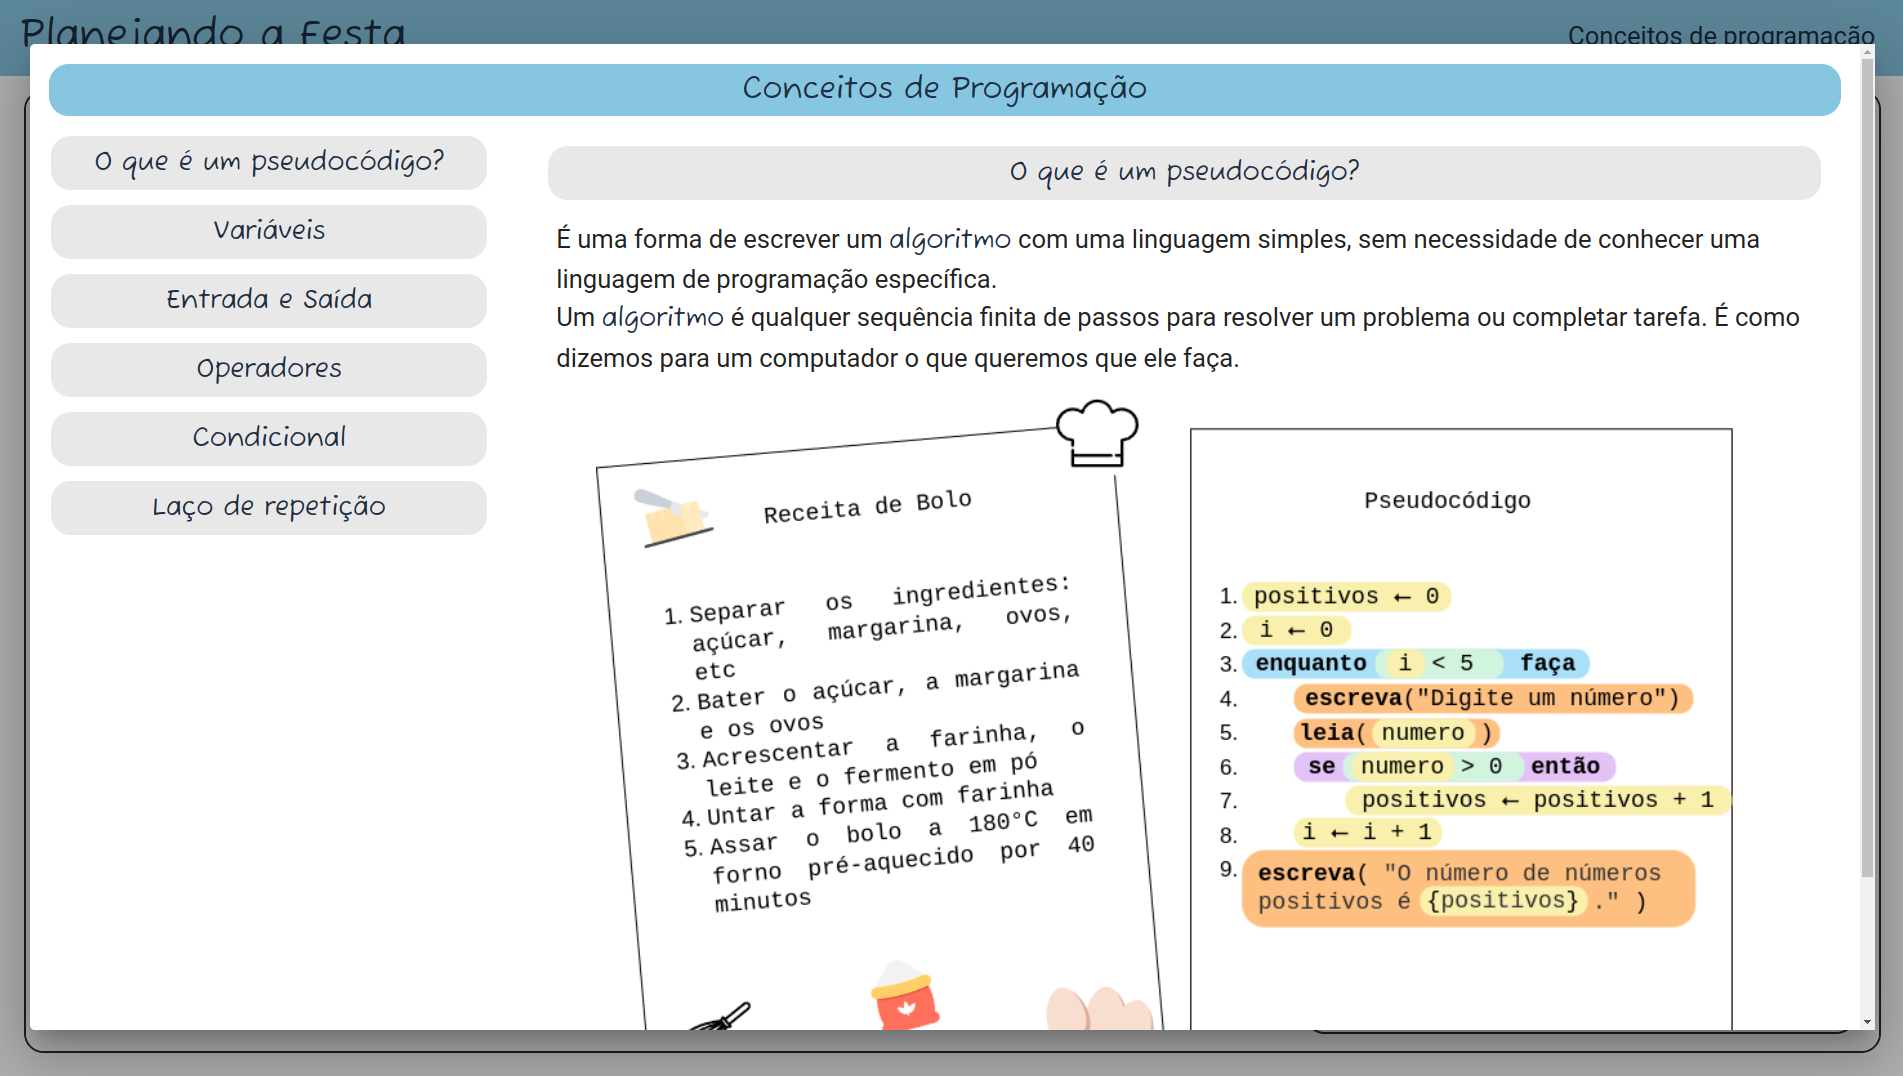 Planejando a Festa
Conceitos de programação
Conceitos de Programação
O que é um pseudocódigo?
Variáveis
Entrada e Saída
Operadores
Condicional
Laço de repetição
O que é um pseudocódigo?
É uma forma de escrever um algoritmo com uma linguagem simples, sem necessidade de conhecer uma
linguagem de programação específica.
Um algoritmo é qualquer sequência finita de passos para resolver um problema ou completar tarefa. É como
dizemos para um computador o que queremos que ele faça.
Receita de Bolo
1. Separar os ingredientes:
açúcar, margarina, ovos,
etc
2. Bater o açúcar, a margarina
e os ovos
3. Acrescentar a farinha, o
leite e o fermento em pó
4. Untar a forma com farinha
5. Assar o bolo a 180°C em
forno pré-aquecido por 40
minutos
Pseudocódigo
1. positivos ← 0
2. i ← 0
3. enquanto i < 5 faça
4. escreva("Digite um número")
5. leia( numero )
6. se numero > 0 então
7. positivos ← positivos + 1
8. i ← i + 1
9. escreva( "O número de números
positivos é {positivos} ." )